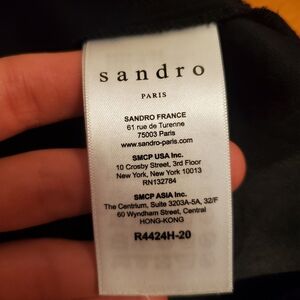 sandro
PARIS
SANDRO FRANCE
61 rue de Turenne
75003 Paris
www.sandro-paris.com
SMCP USA Inc.
10 Crosby Street, 3rd Floor
New York, New York 10013
RN132784
SMCP ASIA Inc.
The Centrium, Suite 3203A-5A, 32/F
60 Wyndham Street, Central
HONG-KONG
R4424H-20